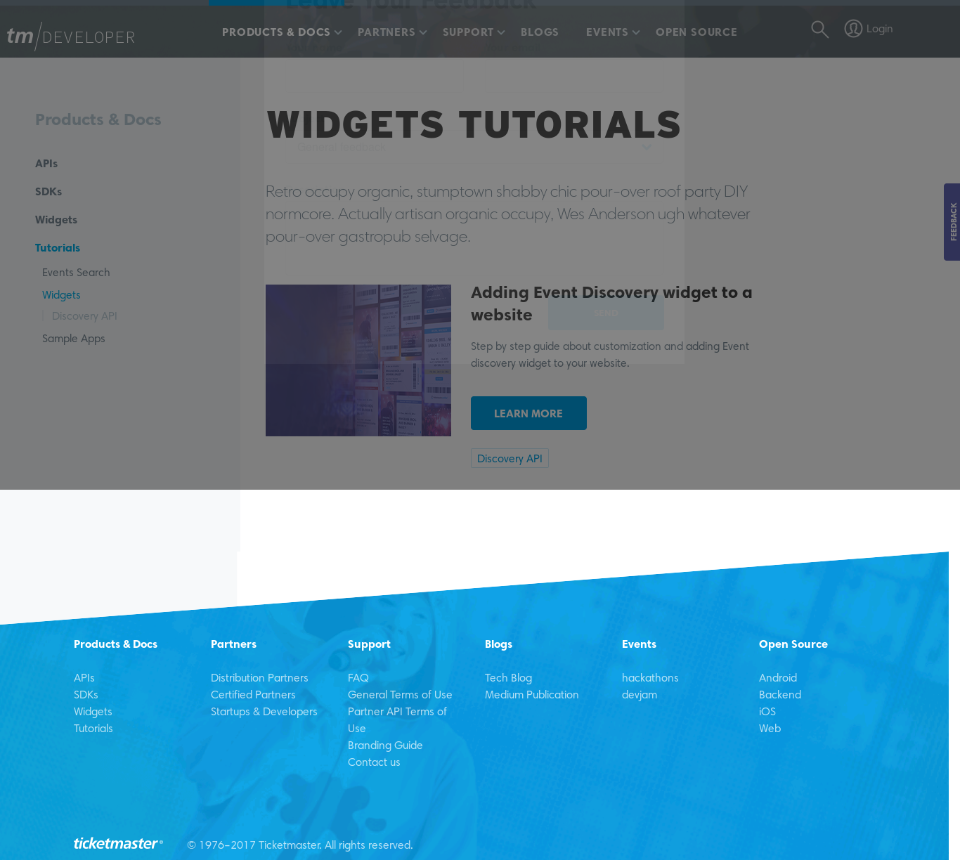 Leave Your Feedback
tm/DEVELOPER
PRODUCTS & DOCS
PARTNERS
SUPPORT
BLOGS
EVENTS
OPEN SOURCE
Login
Products & Docs
APIs
SDKs
Widgets
Tutorials
Events Search
Widgets
Discovery API
Sample Apps
WIDGETS TUTORIALS
Retro occupy organic, stumptown shabby chic pour-over roof party DIY
normcore. Actually artisan organic occupy, Wes Anderson ugh whatever
pour-over gastropub selvage.
FEEDBACK
Adding Event Discovery widget to a
website
Step by step guide about customization and adding Event
discovery widget to your website.
LEARN MORE
Discovery API
Products & Docs
APIs
SDKs
Widgets
Tutorials
Partners
Distribution Partners
Certified Partners
Startups & Developers
Support
FAQ
General Terms of Use
Partner API Terms of
Use
Branding Guide
Contact us
Blogs
Tech Blog
Medium Publication
Events
hackathons
devjam
Open Source
Android
Backend
iOS
Web
ticketmaster®
© 1976-2017 Ticketmaster. All rights reserved.